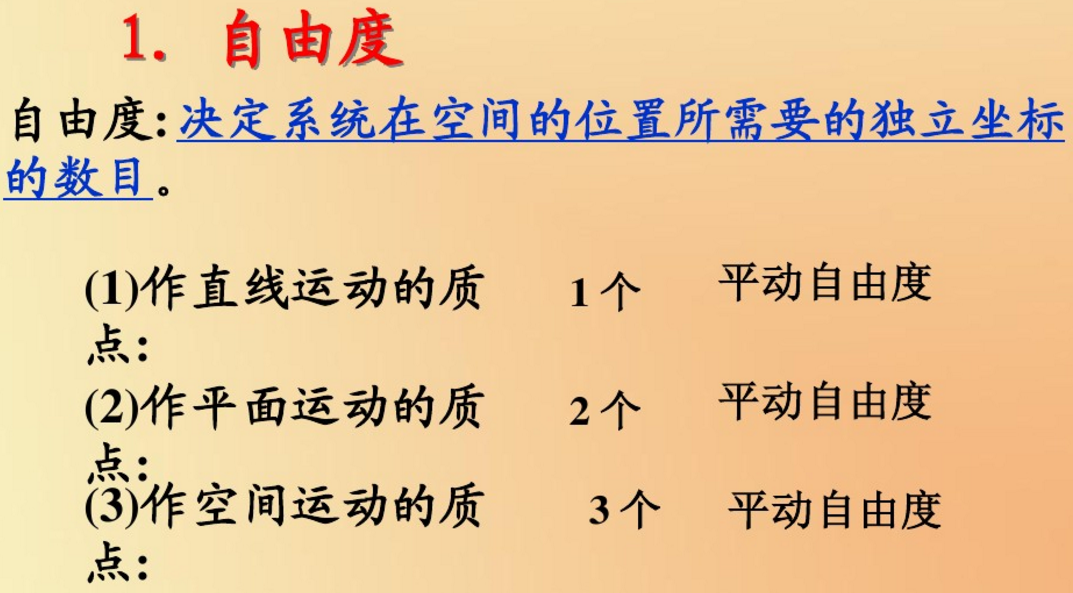 1. 自由度
自由度:决定系统在空间的位置所需要的独立坐标
的数目。
(1)作直线运动的质 1个 平动自由度
点:
(2)作平面运动的质 2个 平动自由度
点:
(3)作空间运动的质 3个 平动自由度
点: